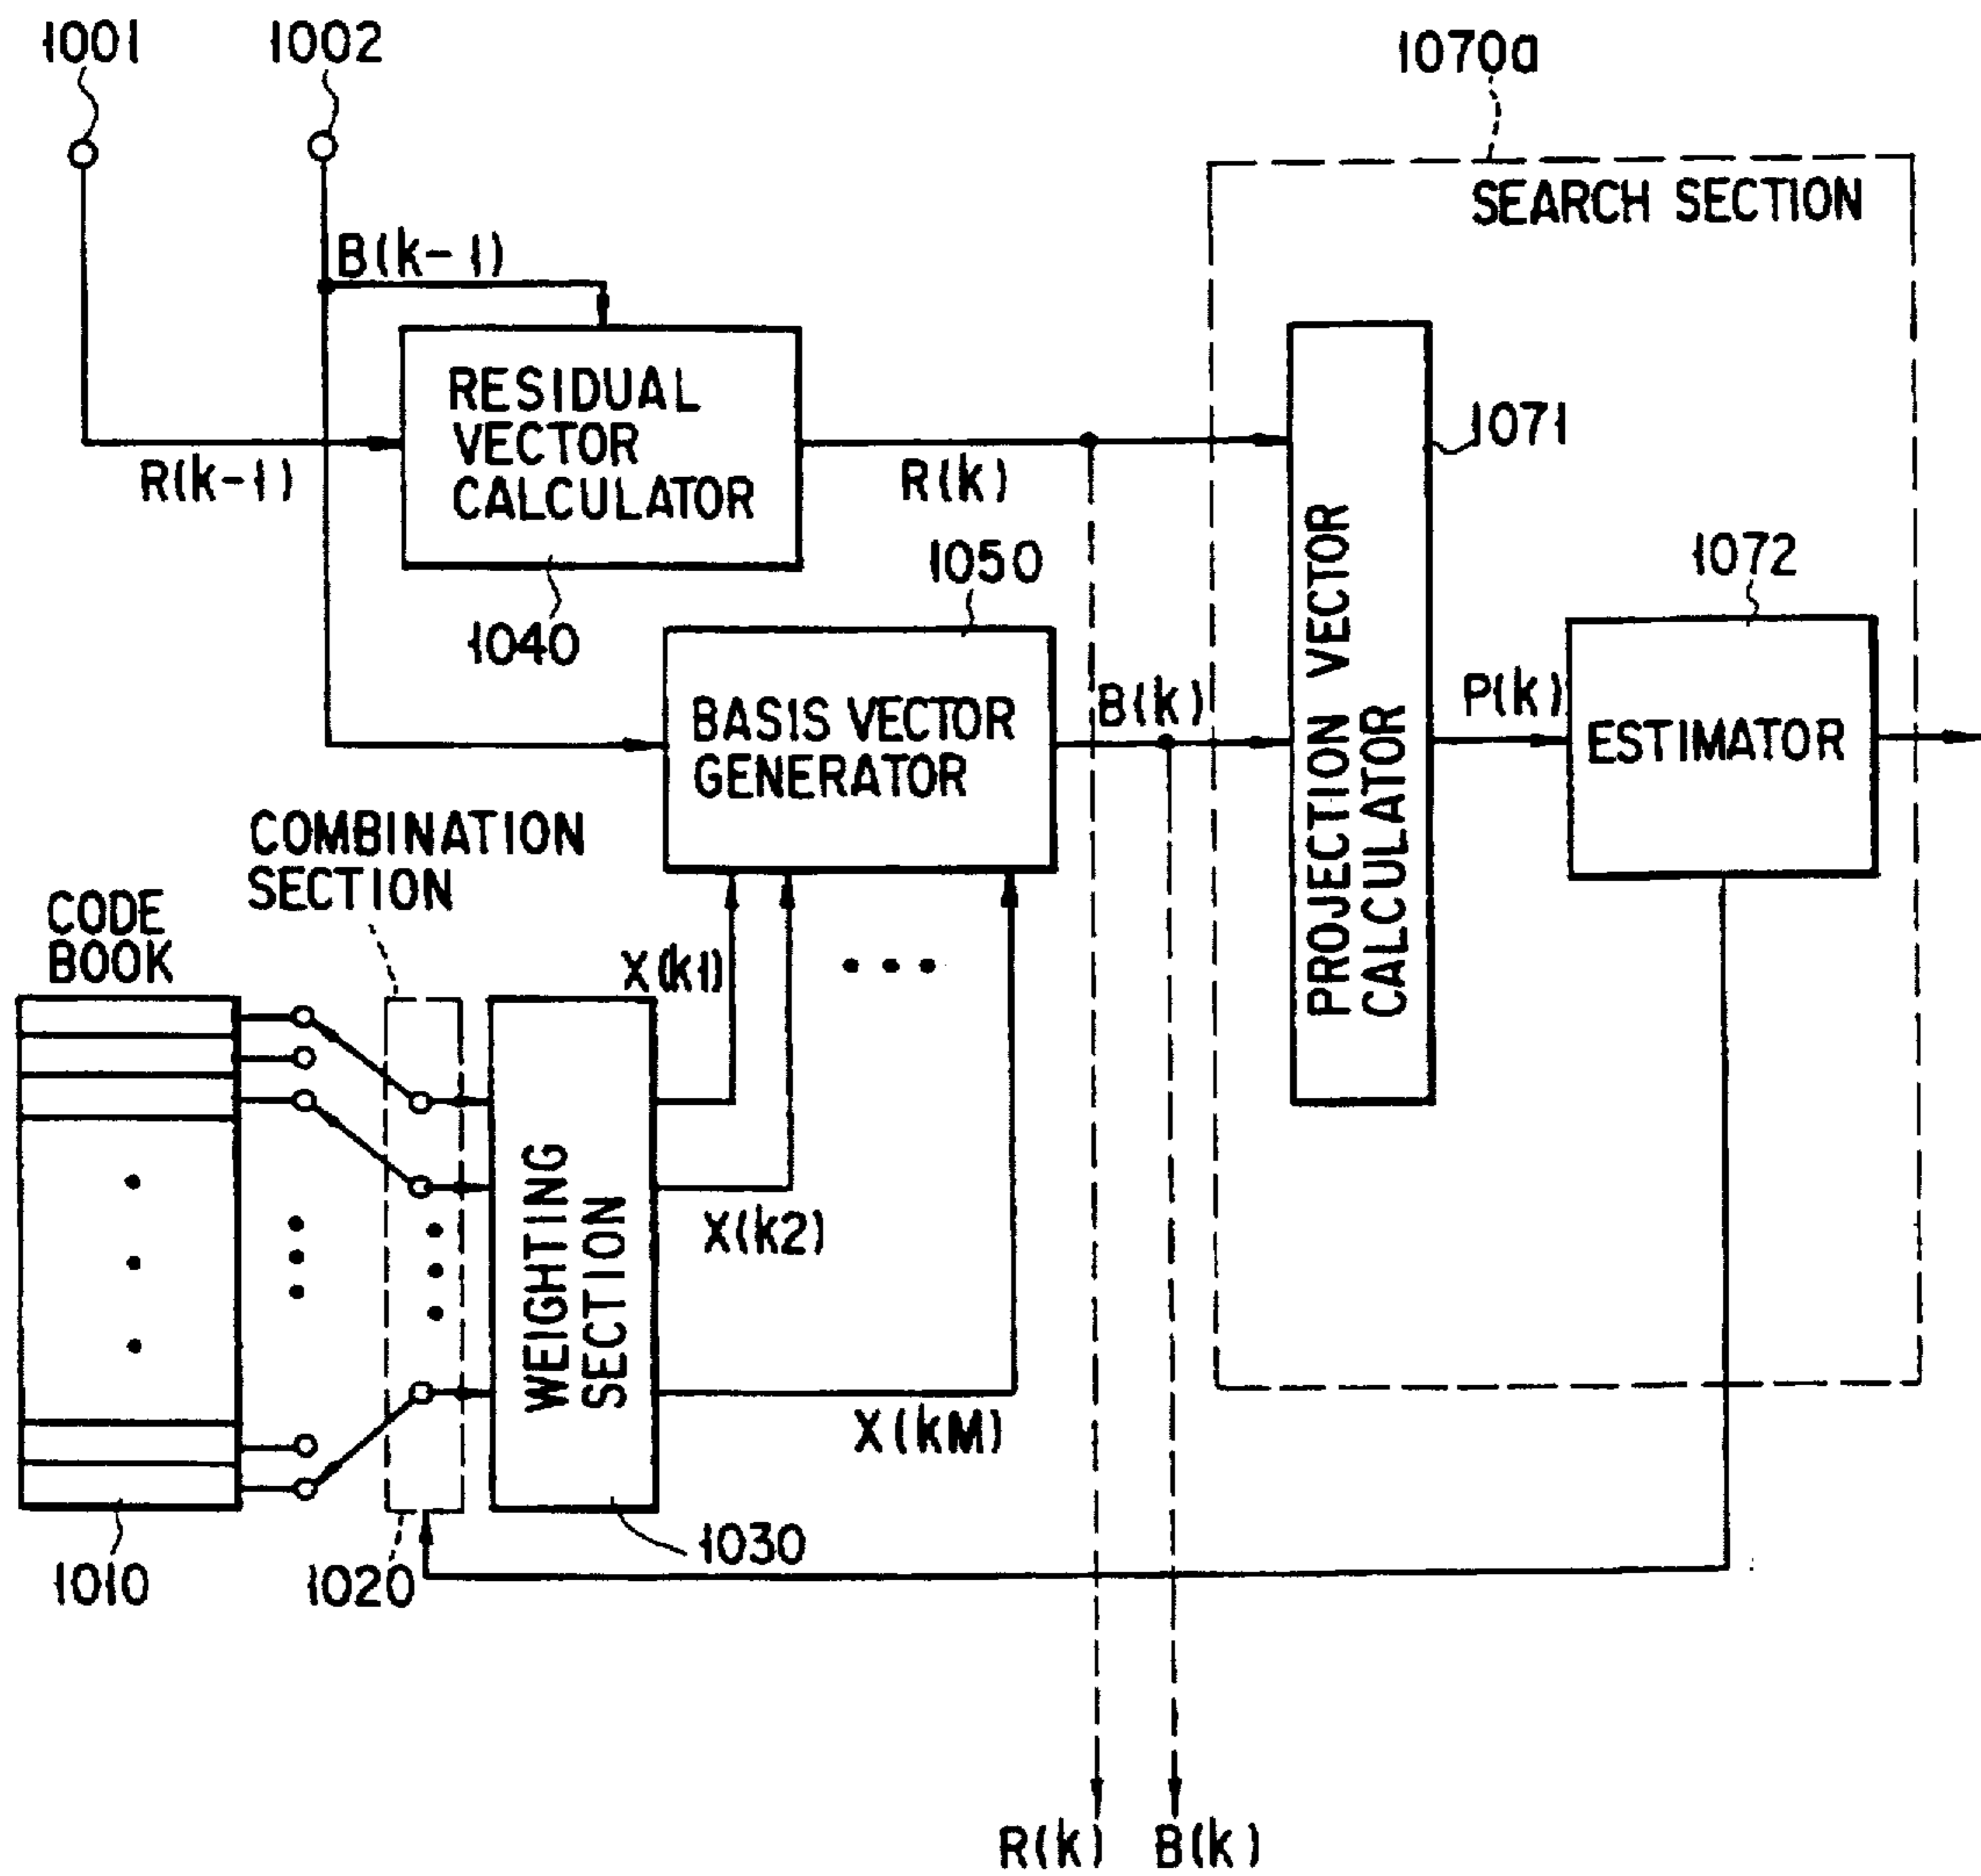 1001
1002
1070a
SEARCH SECTION
B(k-1)
RESIDUAL
VECTOR
CALCULATOR
R(k-1)
R(k)
1071
1040
1050
1072
BASIS VECTOR
GENERATOR
B(k)
PROJECTION VECTOR
CALCULATOR
P(k)
ESTIMATOR
COMBINATION
SECTION
CODE
BOOK
X(k1)
X(k2)
X(kM)
WEIGHTING
SECTION
1010
1020
1030
R(k)
B(k)